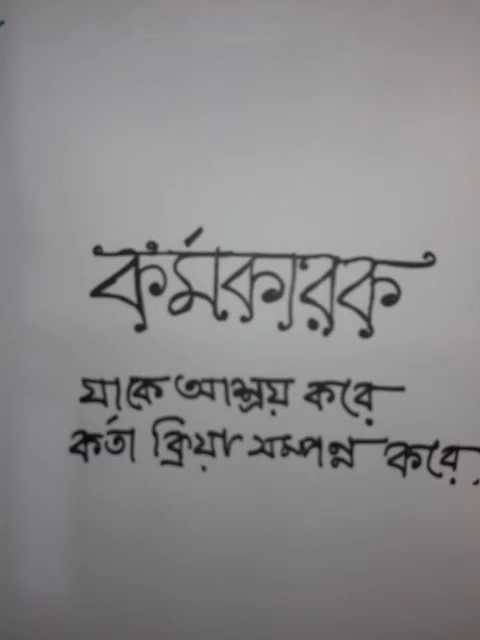 কর্মকারক
যাকে আশ্রয় করে
কর্তা ক্রিয়া সম্পন্ন করে.